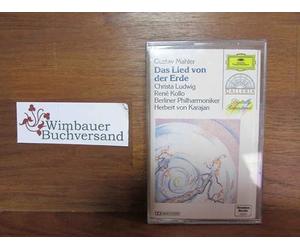 Wimbauer
Buchversand
Gustav Mahler
Das Lied von
der Erde
Christa Ludwig
René Kollo
Berliner Philharmoniker
Herbert von Karajan
GALLERIA